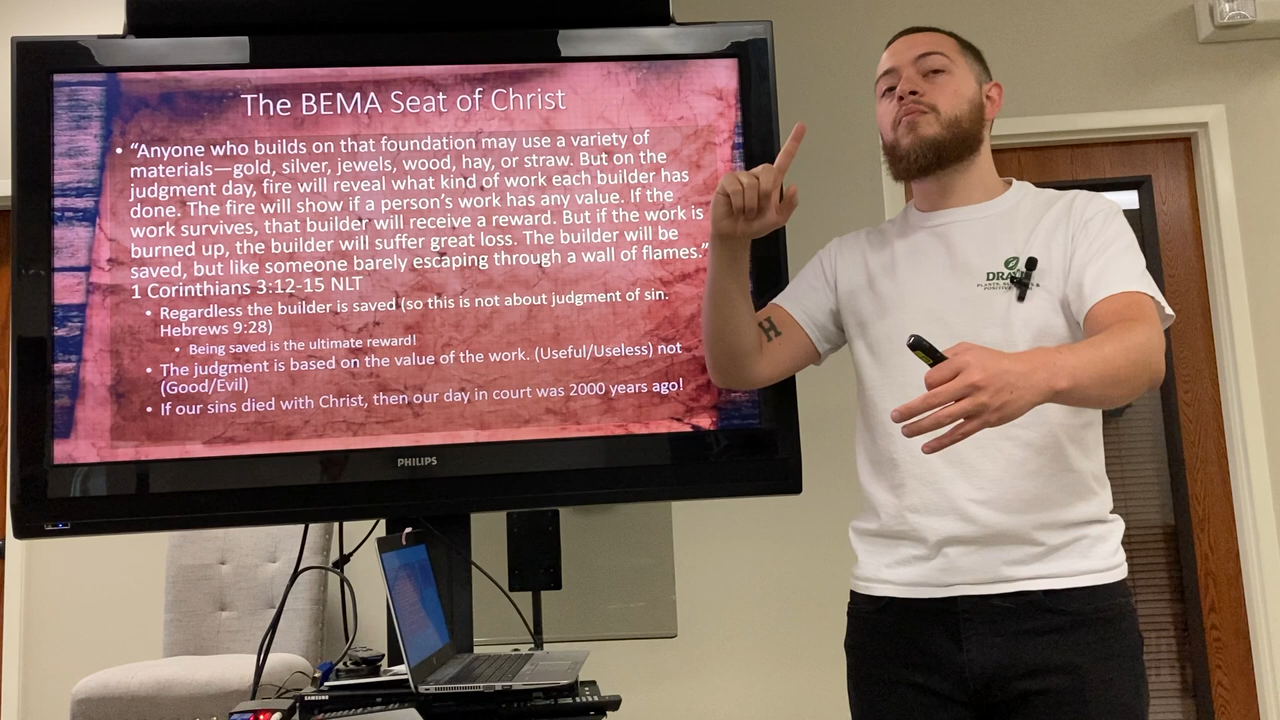 The BEMA Seat of Christ
• “Anyone who builds on that foundation may use a variety of
materials—gold, silver, jewels, wood, hay, or straw. But on the
judgment day, fire will reveal what kind of work each builder has
done. The fire will show if a person’s work has any value. If the
work survives, that builder will receive a reward. But if the work is
burned up, the builder will suffer great loss. The builder will be
saved, but like someone barely escaping through a wall of flames.”
1 Corinthians 3:12-15 NLT
• Regardless the builder is saved (so this is not about judgment of sin.
Hebrews 9:28)
• Being saved is the ultimate reward!
• The judgment is based on the value of the work. (Useful/Useless) not
(Good/Evil)
• If our sins died with Christ, then our day in court was 2000 years ago!
PHILIPS
SAMSUNG
H
PLANTS,